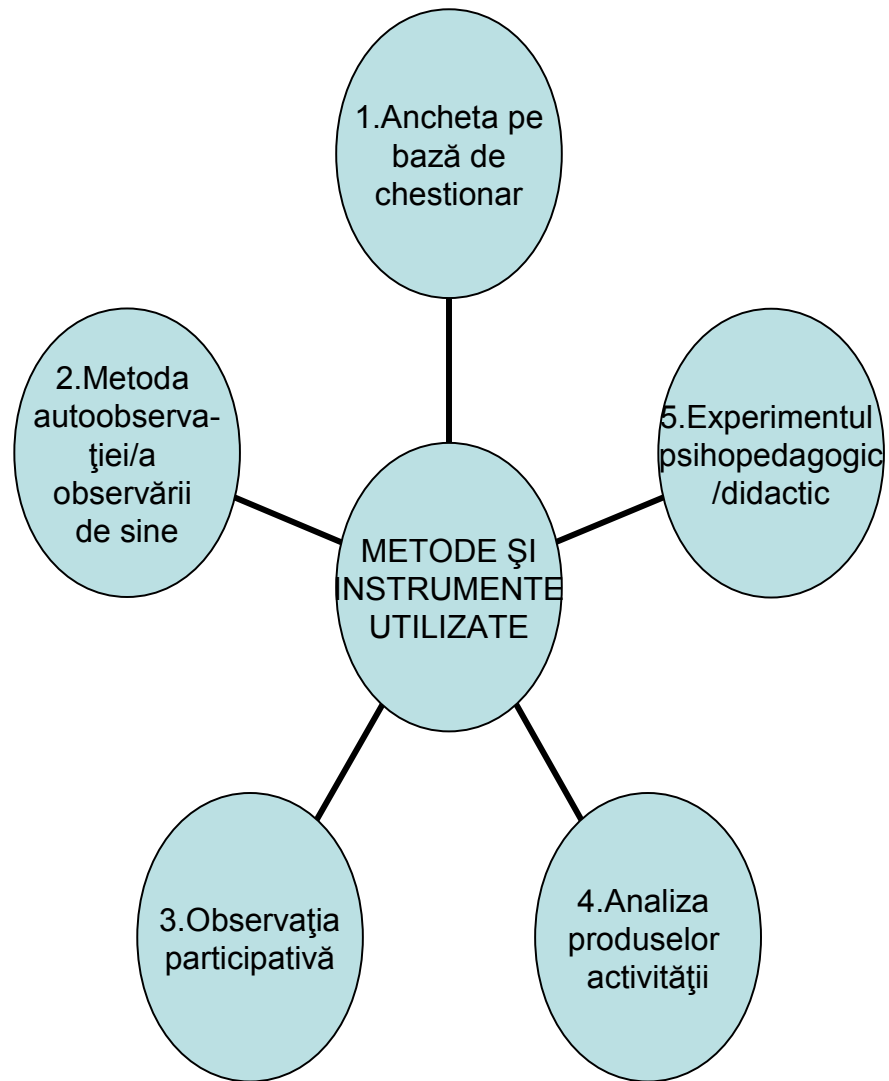 1.Ancheta pe
bază de
chestionar
2.Metoda
autoobserva-
ţiei/a
observării
de sine
5.Experimentul
psihopedagogic
/didactic
METODE ŞI
INSTRUMENTE
UTILIZATE
3.Observaţia
participativă
4.Analiza
produselor
activităţii